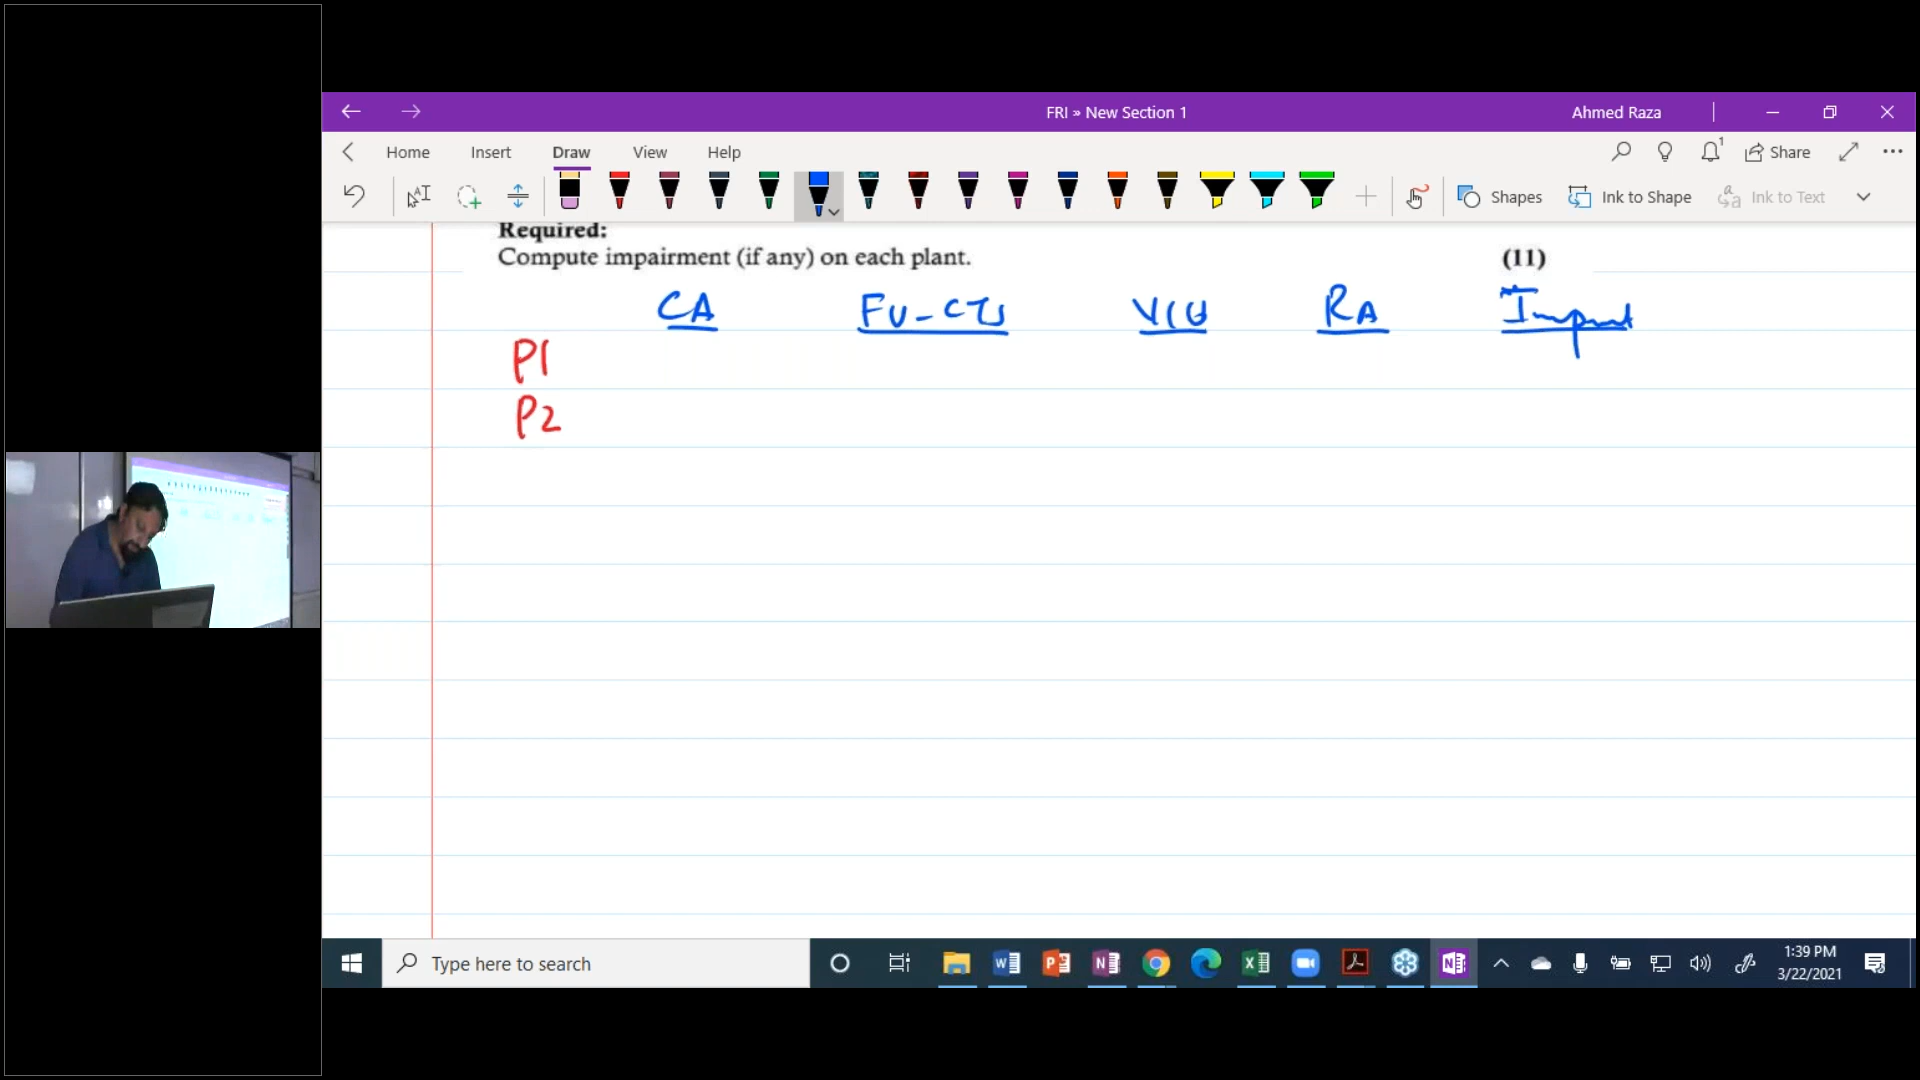 FRI » New Section 1
Ahmed Raza
Home Insert Draw View Help
Share
Shapes Ink to Shape Ink to Text
Required:
Compute impairment (if any) on each plant. (11)
CA FV-CTS VIU RA
P1
P2
Type here to search
1:39 PM
3/22/2021